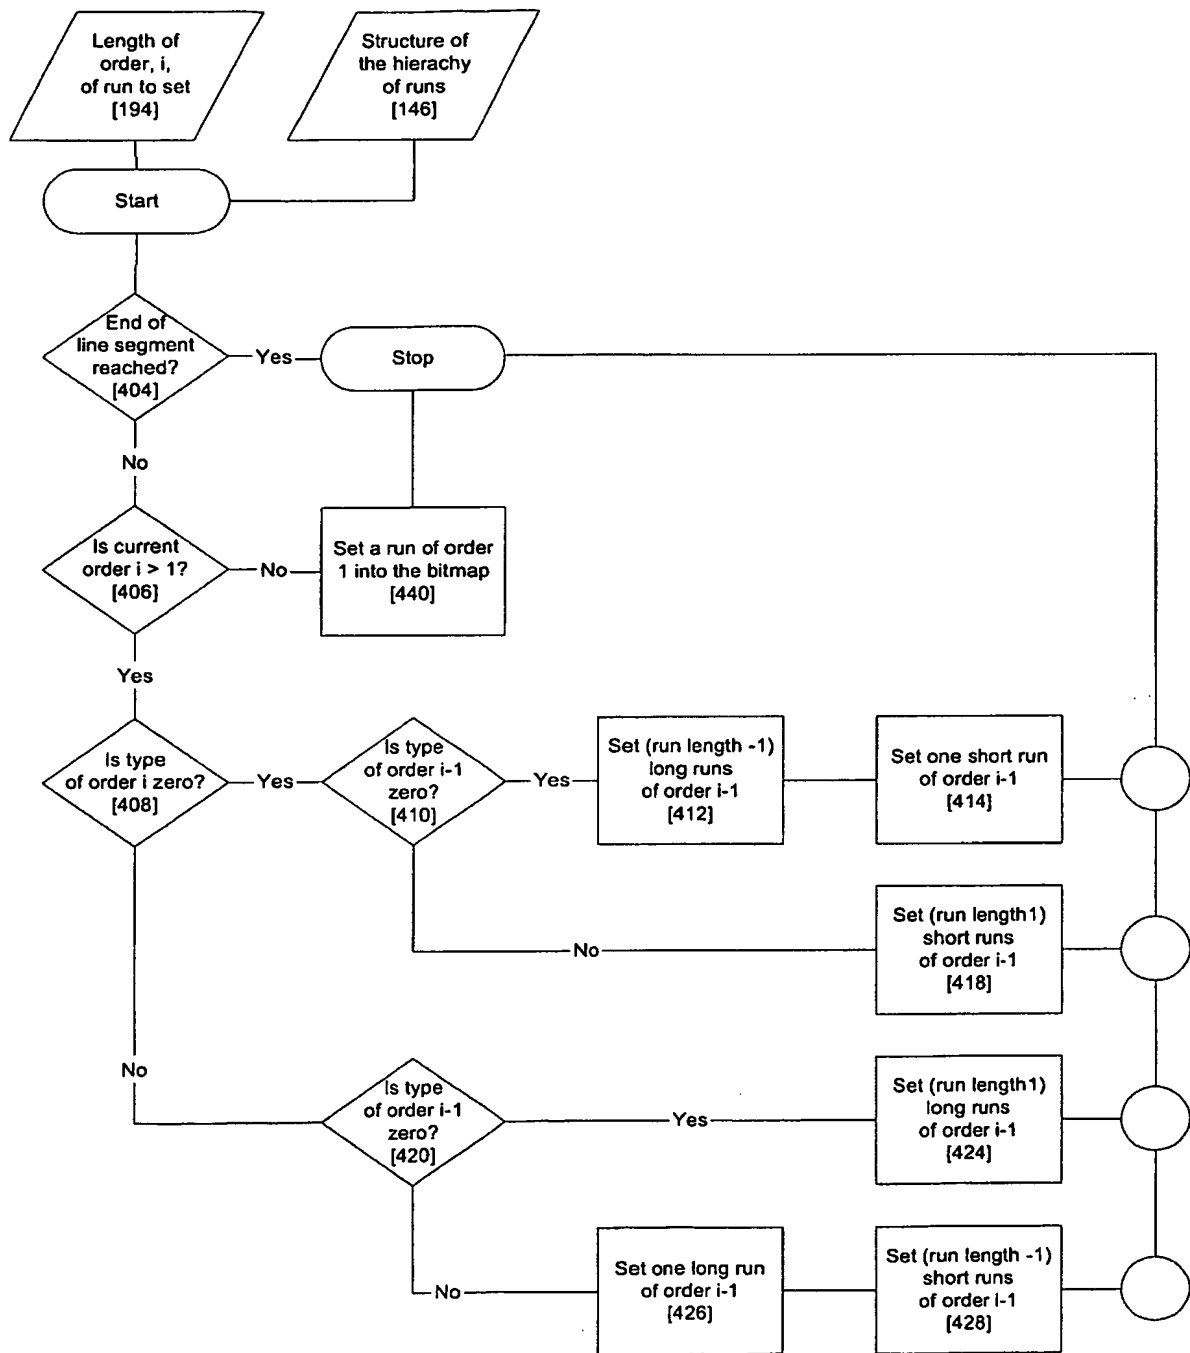 Length of
order, i,
of run to set
[194]
Structure of
the hierachy
of runs
[146]
Start
End of
line segment
reached?
[404]
Yes
Stop
No
Is current
order i > 1?
[406]
No
Set a run of order
1 into the bitmap
[440]
Yes
Is type
of order i zero?
[408]
Yes
Is type
of order i-1
zero?
[410]
Yes
Set (run length -1)
long runs
of order i-1
[412]
Set one short run
of order i-1
[414]
No
Set (run length1)
short runs
of order i-1
[418]
No
Is type
of order i-1
zero?
[420]
Yes
Set (run length1)
long runs
of order i-1
[424]
No
Set one long run
of order i-1
[426]
Set (run length -1)
short runs
of order i-1
[428]